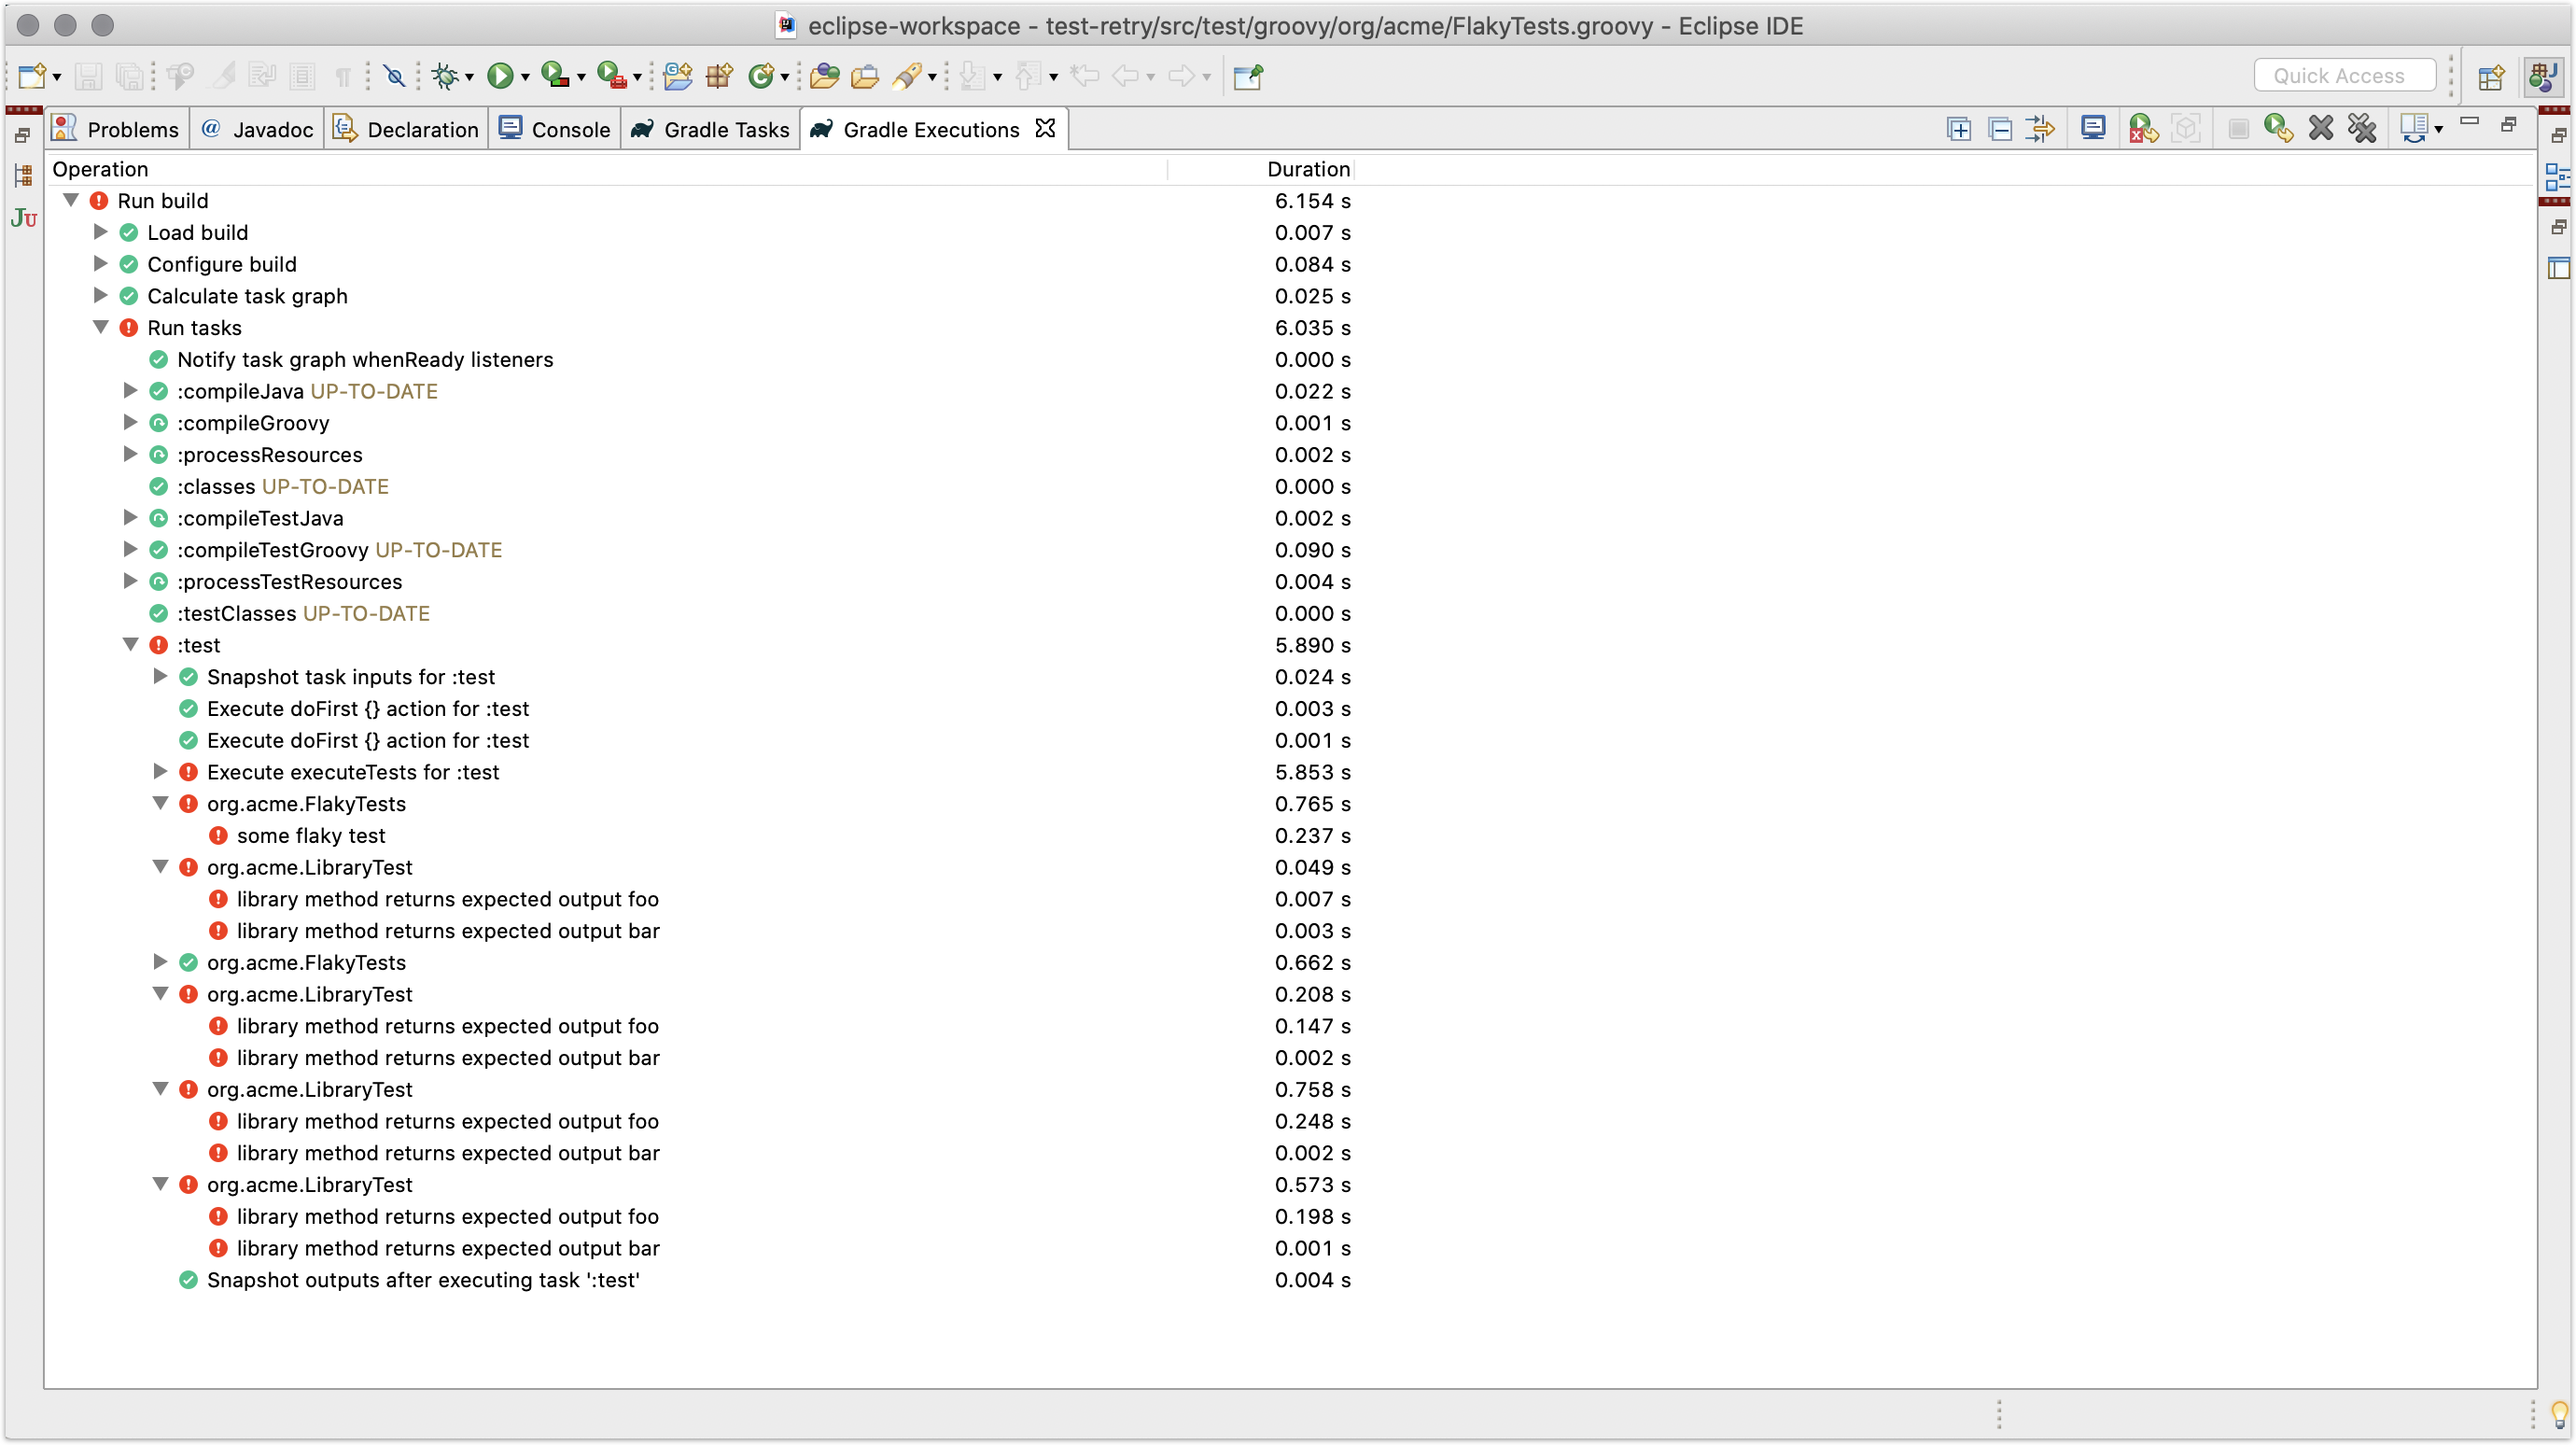 eclipse-workspace - test-retry/src/test/groovy/org/acme/FlakyTests.groovy - Eclipse IDE
Quick Access
Problems @ Javadoc Declaration Console Gradle Tasks Gradle Executions
Operation Duration
Run build 6.154 s
Load build 0.007 s
Configure build 0.084 s
Calculate task graph 0.025 s
Run tasks 6.035 s
Notify task graph whenReady listeners 0.000 s
:compileJava UP-TO-DATE 0.022 s
:compileGroovy 0.001 s
:processResources 0.002 s
:classes UP-TO-DATE 0.000 s
:compileTestJava 0.002 s
:compileTestGroovy UP-TO-DATE 0.090 s
:processTestResources 0.004 s
:testClasses UP-TO-DATE 0.000 s
:test 5.890 s
Snapshot task inputs for :test 0.024 s
Execute doFirst {} action for :test 0.003 s
Execute doFirst {} action for :test 0.001 s
Execute executeTests for :test 5.853 s
org.acme.FlakyTests 0.765 s
some flaky test 0.237 s
org.acme.LibraryTest 0.049 s
library method returns expected output foo 0.007 s
library method returns expected output bar 0.003 s
org.acme.FlakyTests 0.662 s
org.acme.LibraryTest 0.208 s
library method returns expected output foo 0.147 s
library method returns expected output bar 0.002 s
org.acme.LibraryTest 0.758 s
library method returns expected output foo 0.248 s
library method returns expected output bar 0.002 s
org.acme.LibraryTest 0.573 s
library method returns expected output foo 0.198 s
library method returns expected output bar 0.001 s
Snapshot outputs after executing task ':test' 0.004 s